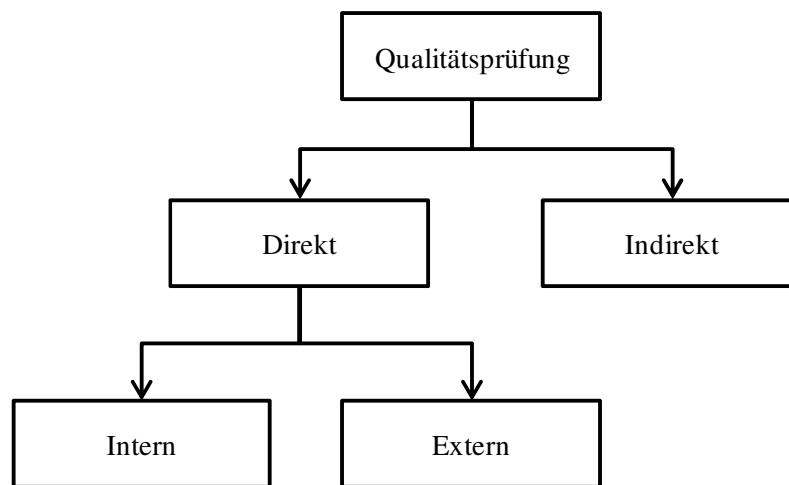 Qualitätsprüfung
Direkt
Indirekt
Intern
Extern